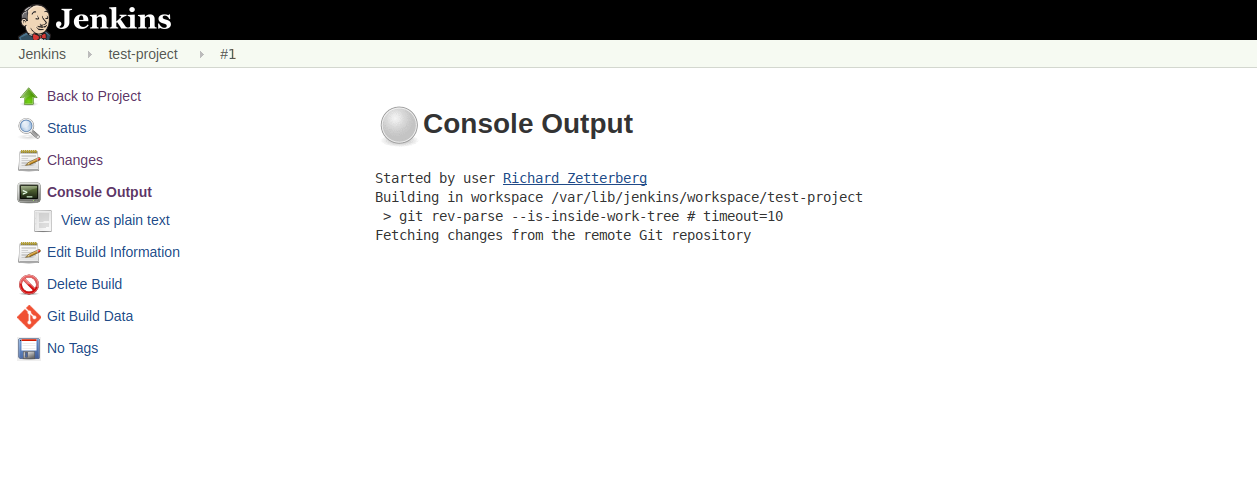 Jenkins
Jenkins test-project #1
Back to Project
Status
Changes
Console Output
View as plain text
Edit Build Information
Delete Build
Git Build Data
No Tags
Console Output
Started by user Richard Zetterberg
Building in workspace /var/lib/jenkins/workspace/test-project
> git rev-parse --is-inside-work-tree # timeout=10
Fetching changes from the remote Git repository